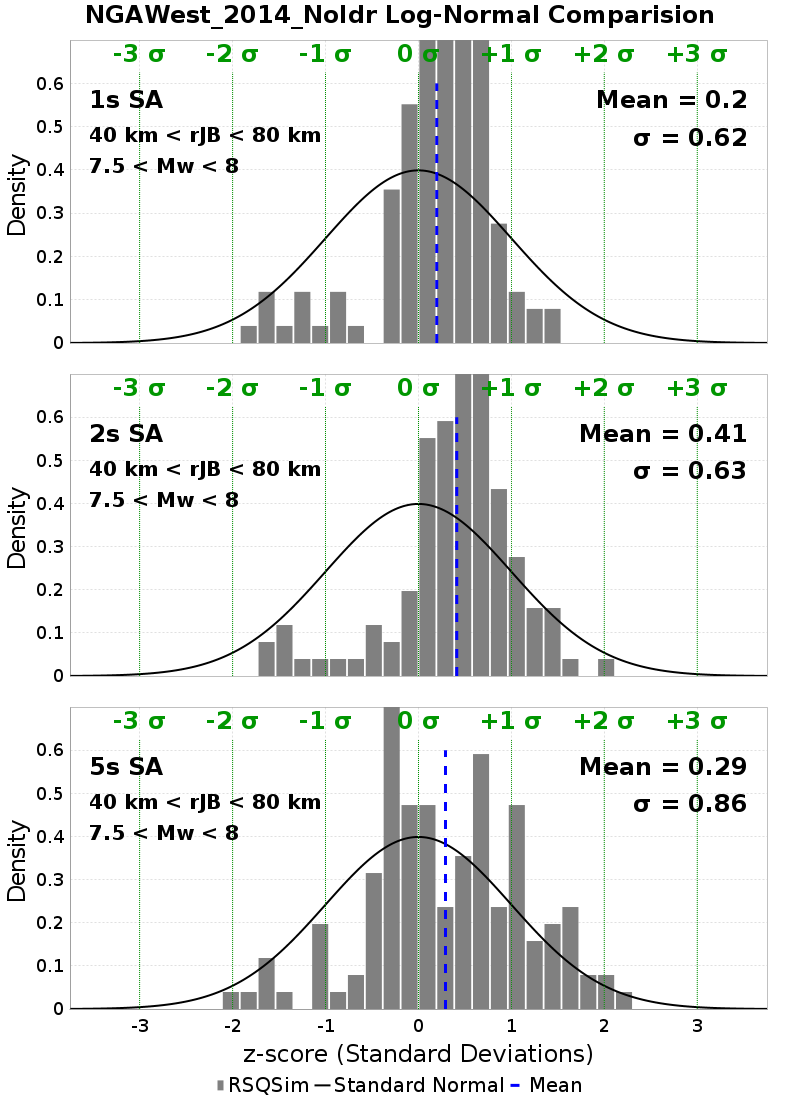 NGAWest_2014_NoIdr Log-Normal Comparision
-3 σ -2 σ -1 σ 0 σ +1 σ +2 σ +3 σ
1s SA Mean = 0.2
40 km < rJB < 80 km σ = 0.62
7.5 < Mw < 8
Density
0.6
0.5
0.4
0.3
0.2
0.1
0
-3 σ -2 σ -1 σ 0 σ +1 σ +2 σ +3 σ
2s SA Mean = 0.41
40 km < rJB < 80 km σ = 0.63
7.5 < Mw < 8
Density
0.6
0.5
0.4
0.3
0.2
0.1
0
-3 σ -2 σ -1 σ 0 σ +1 σ +2 σ +3 σ
5s SA Mean = 0.29
40 km < rJB < 80 km σ = 0.86
7.5 < Mw < 8
Density
0.6
0.5
0.4
0.3
0.2
0.1
0
-3 -2 -1 0 1 2 3
z-score (Standard Deviations)
RSQSim Standard Normal Mean